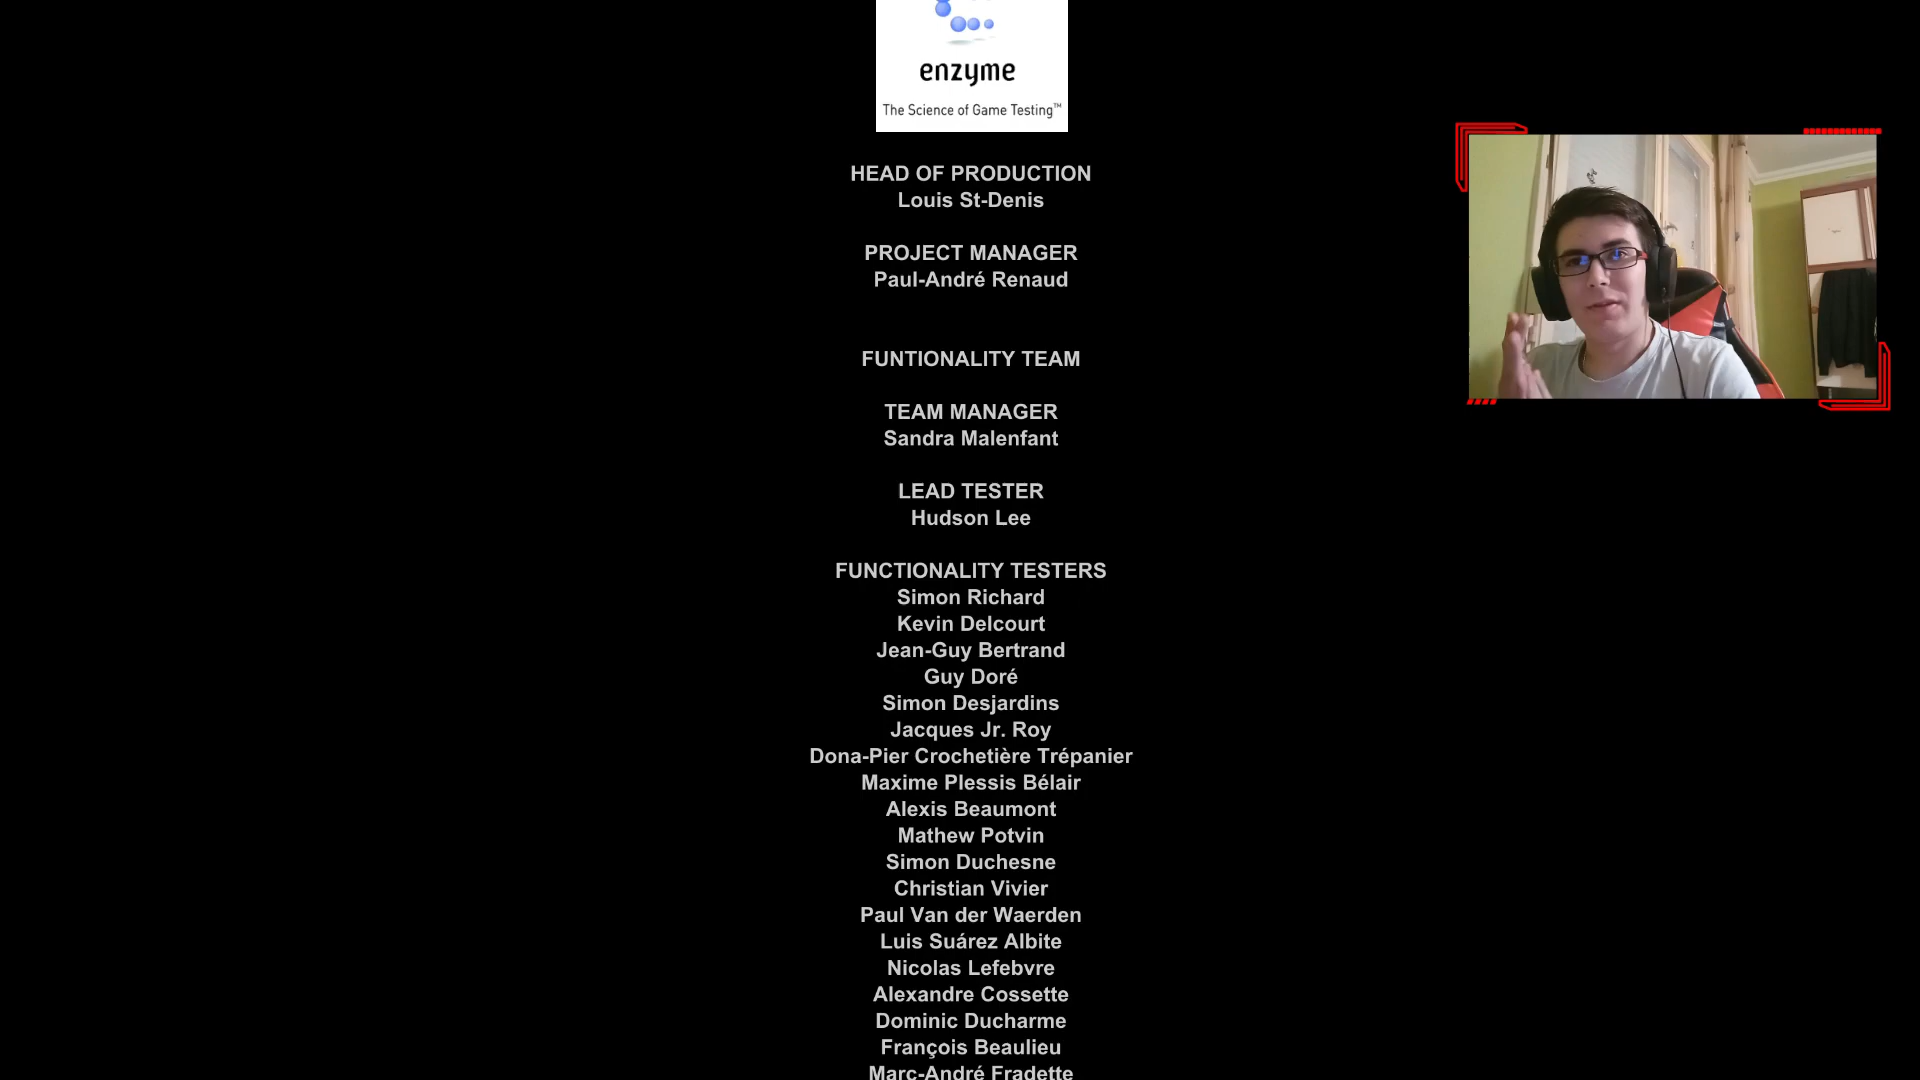 enzyme
The Science of Game Testing™
HEAD OF PRODUCTION
Louis St-Denis
PROJECT MANAGER
Paul-André Renaud
FUNTIONALITY TEAM
TEAM MANAGER
Sandra Malenfant
LEAD TESTER
Hudson Lee
FUNCTIONALITY TESTERS
Simon Richard
Kevin Delcourt
Jean-Guy Bertrand
Guy Doré
Simon Desjardins
Jacques Jr. Roy
Dona-Pier Crochetière Trépanier
Maxime Plessis Bélair
Alexis Beaumont
Mathew Potvin
Simon Duchesne
Christian Vivier
Paul Van der Waerden
Luis Suárez Albite
Nicolas Lefebvre
Alexandre Cossette
Dominic Ducharme
François Beaulieu
Marc-André Fradette